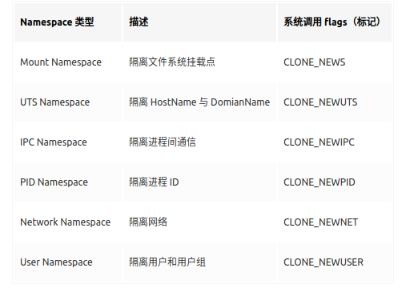 Namespace 类型 描述 系统调用 flags（标记）
Mount Namespace 隔离文件系统挂载点 CLONE_NEWS
UTS Namespace 隔离 HostName 与 DomianName CLONE_NEWUTS
IPC Namespace 隔离进程间通信 CLONE_NEWIPC
PID Namespace 隔离进程 ID CLONE_NEWPID
Network Namespace 隔离网络 CLONE_NEWNET
User Namespace 隔离用户和用户组 CLONE_NEWUSER